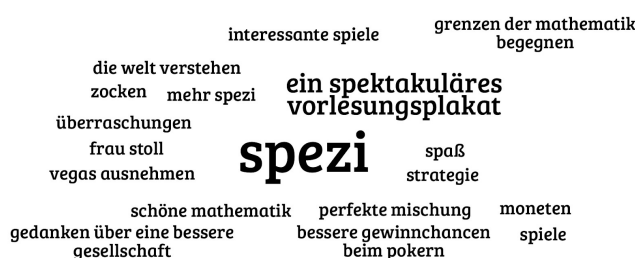 grenzen der mathematik
begegnen
interessante spiele
die welt verstehen
ein spektakuläres
vorlesungsplakat
zocken
mehr spezi
überraschungen
frau stoll
spezi
spaß
vegas ausnehmen
strategie
schöne mathematik
perfekte mischung
moneten
gedanken über eine bessere
gesellschaft
bessere gewinnchancen
beim pokern
spiele